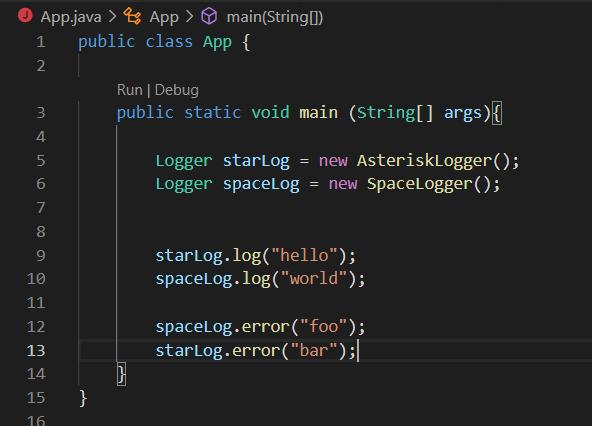 J App.java > App > main(String[])
1 public class App {
2
Run | Debug
3 public static void main (String[] args){
4
5 Logger starLog = new AsteriskLogger();
6 Logger spaceLog = new SpaceLogger();
7
8
9 starLog.log("hello");
10 spaceLog.log("world");
11
12 spaceLog.error("foo");
13 starLog.error("bar");
14 }
15 }
16